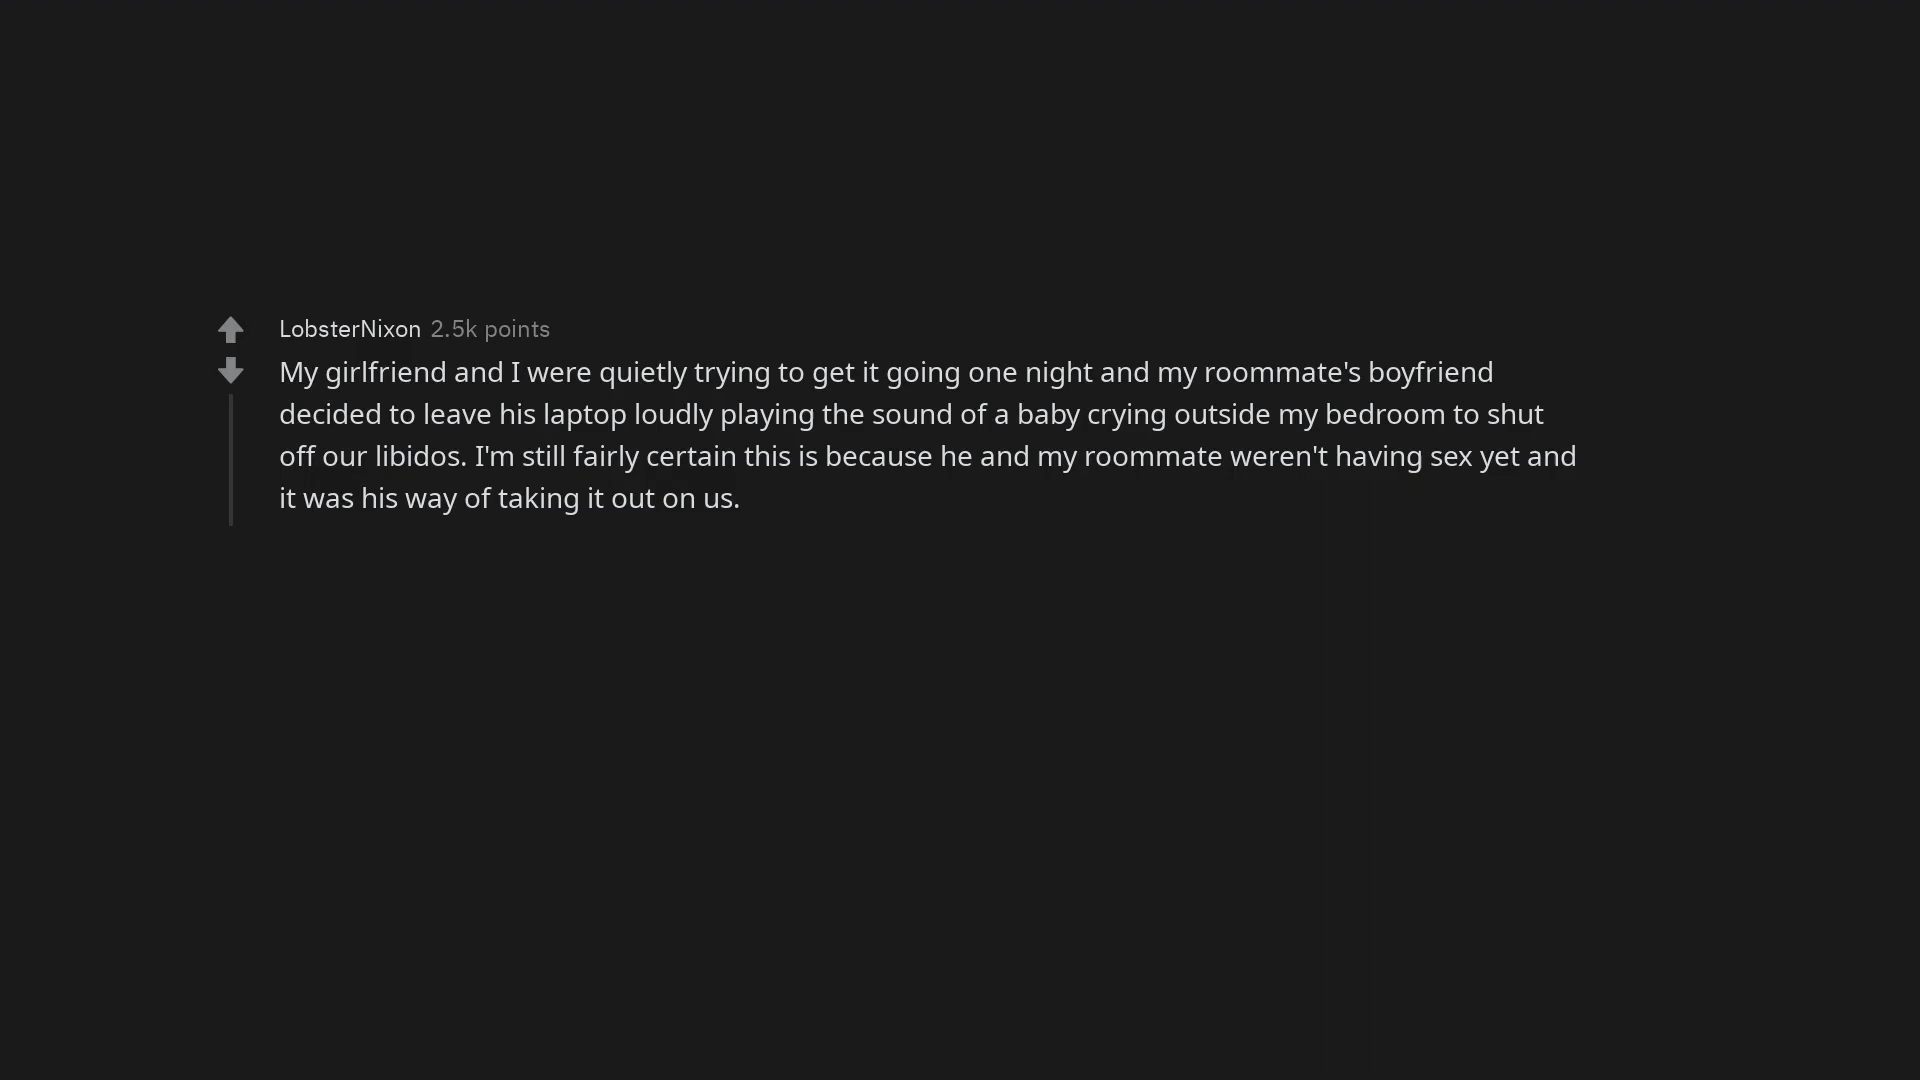 LobsterNixon 2.5k points
My girlfriend and I were quietly trying to get it going one night and my roommate's boyfriend
decided to leave his laptop loudly playing the sound of a baby crying outside my bedroom to shut
off our libidos. I'm still fairly certain this is because he and my roommate weren't having sex yet and
it was his way of taking it out on us.